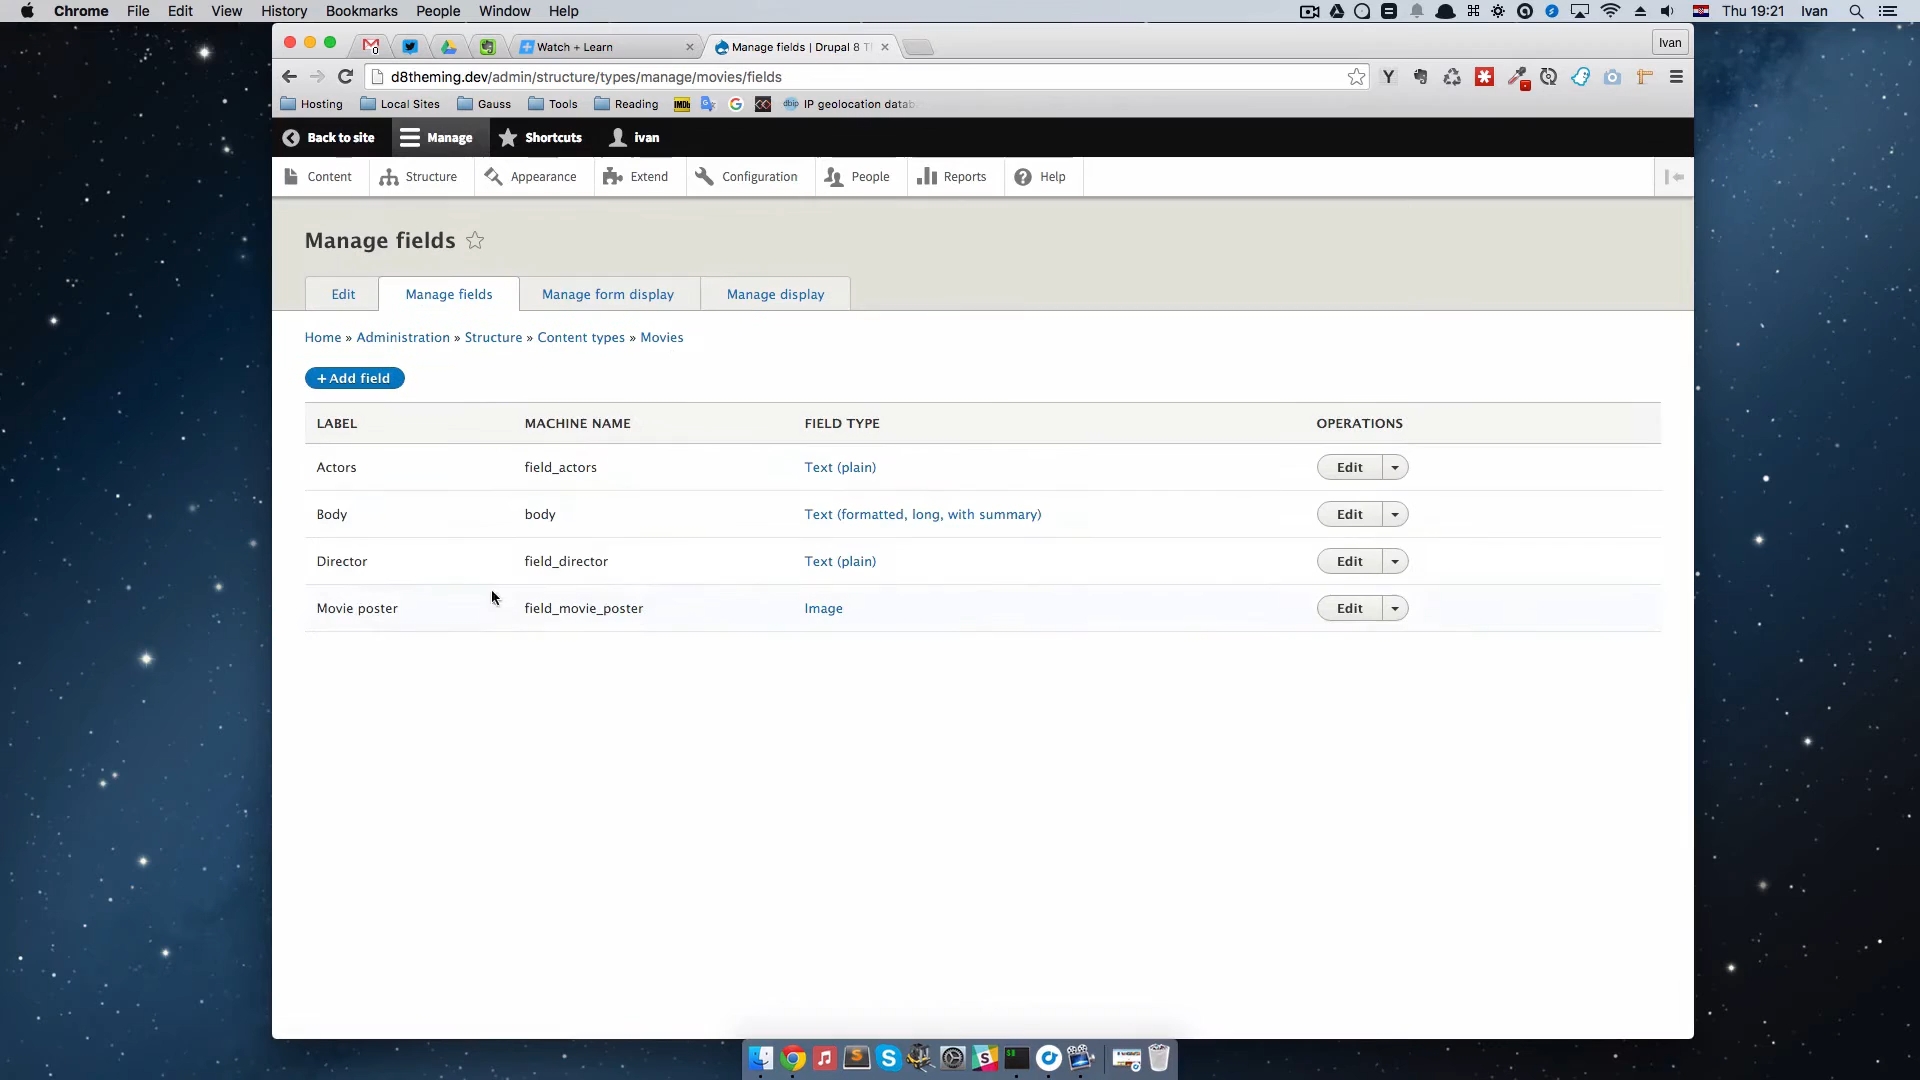 Chrome File Edit View History Bookmarks People Window Help Thu 19:21 Ivan
Watch + Learn Manage fields | Drupal 8 T Ivan
d8theming.dev/admin/structure/types/manage/movies/fields
Hosting Local Sites Gauss Tools Reading IMDb dbip IP geolocation datab
Back to site Manage Shortcuts ivan
Content Structure Appearance Extend Configuration People Reports Help
Manage fields
Edit Manage fields Manage form display Manage display
Home » Administration » Structure » Content types » Movies
+ Add field
LABEL MACHINE NAME FIELD TYPE OPERATIONS
Actors field_actors Text (plain) Edit
Body body Text (formatted, long, with summary) Edit
Director field_director Text (plain) Edit
Movie poster field_movie_poster Image Edit